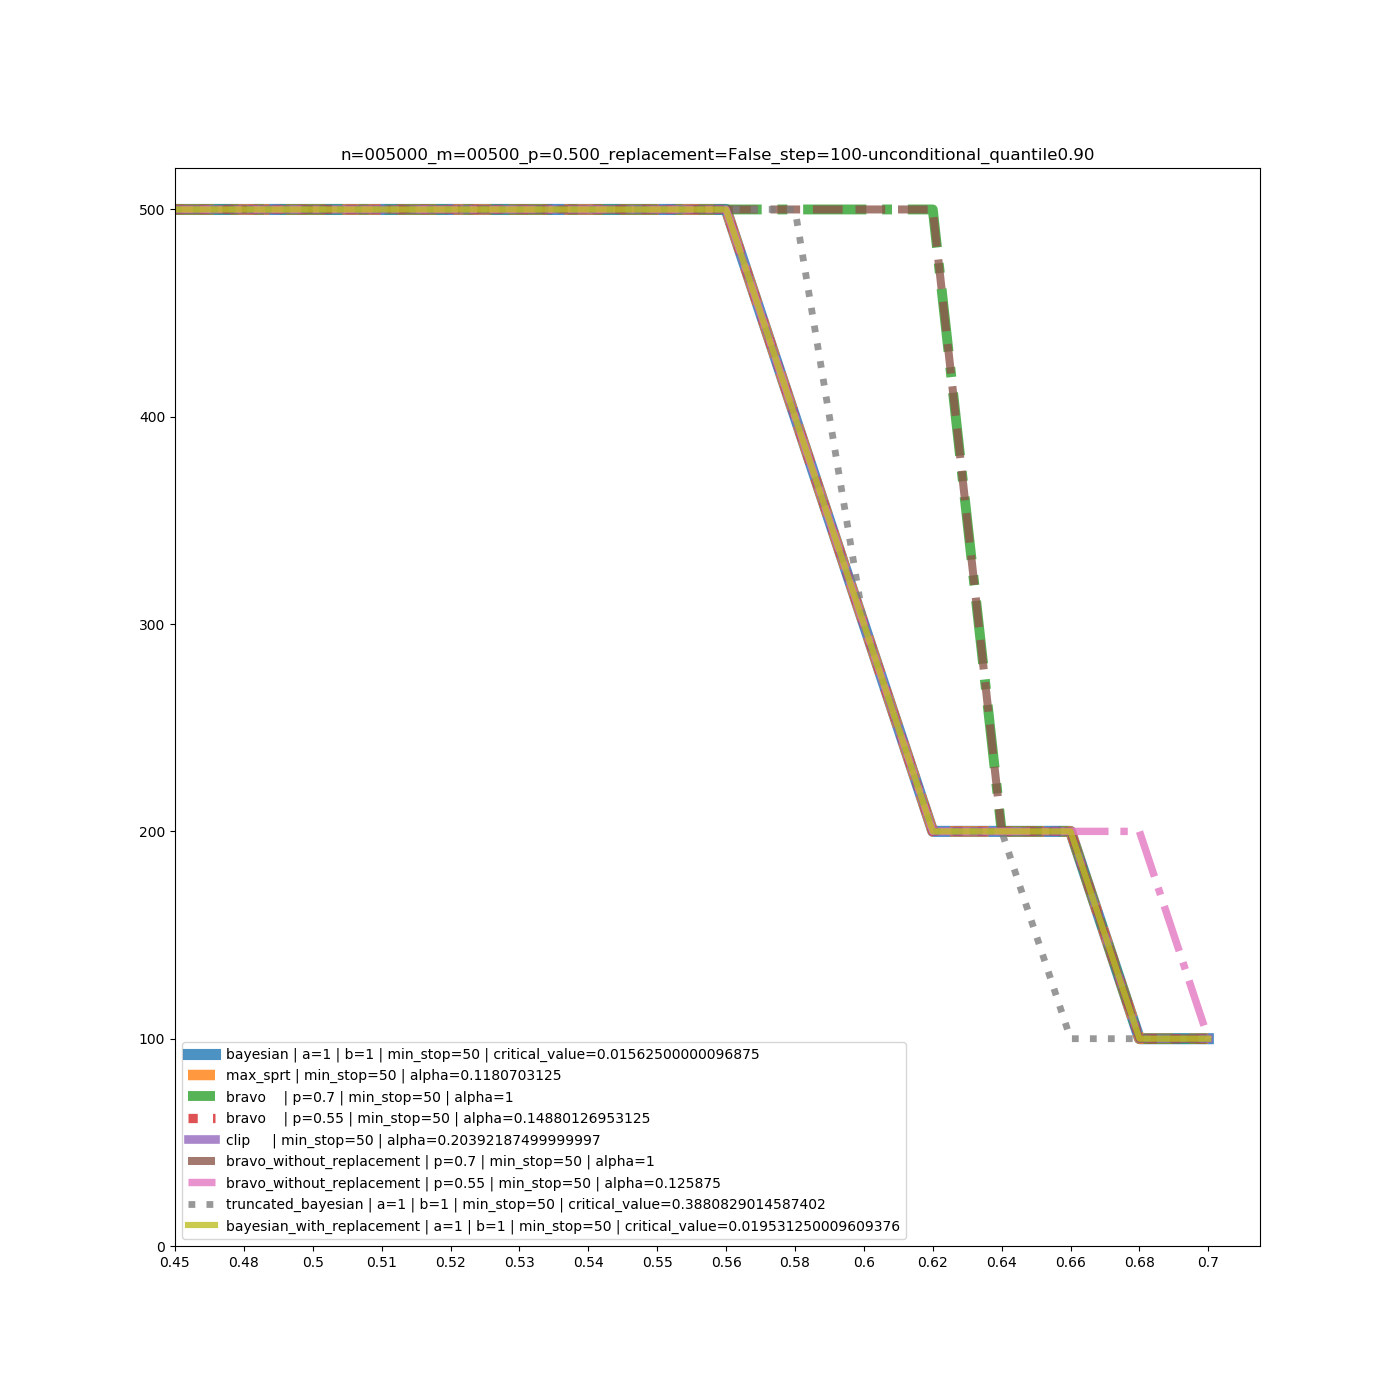 n=005000_m=00500_p=0.500_replacement=False_step=100-unconditional_quantile0.90
500
400
300
200
100
0
bayesian | a=1 | b=1 | min_stop=50 | critical_value=0.01562500000096875
max_sprt | min_stop=50 | alpha=0.1180703125
bravo | p=0.7 | min_stop=50 | alpha=1
bravo | p=0.55 | min_stop=50 | alpha=0.14880126953125
clip | min_stop=50 | alpha=0.20392187499999997
bravo_without_replacement | p=0.7 | min_stop=50 | alpha=1
bravo_without_replacement | p=0.55 | min_stop=50 | alpha=0.125875
truncated_bayesian | a=1 | b=1 | min_stop=50 | critical_value=0.3880829014587402
bayesian_with_replacement | a=1 | b=1 | min_stop=50 | critical_value=0.019531250009609376
0.45 0.48 0.5 0.51 0.52 0.53 0.54 0.55 0.56 0.58 0.6 0.62 0.64 0.66 0.68 0.7